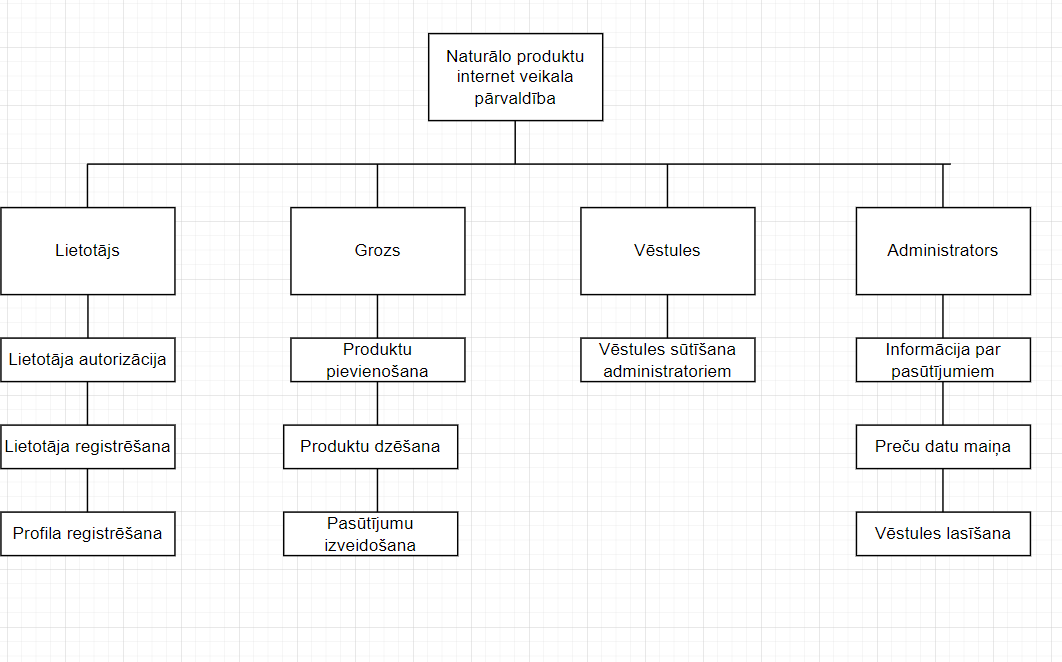 Naturālo produktu
internet veikala
pārvaldība
Lietotājs
Grozs
Vēstules
Administrators
Lietotāja autorizācija
Produktu
pievienošana
Vēstules sūtīšana
administratoriem
Informācija par
pasūtījumiem
Lietotāja registrēšana
Produktu dzēšana
Preču datu maiņa
Profila registrēšana
Pasūtījumu
izveidošana
Vēstules lasīšana